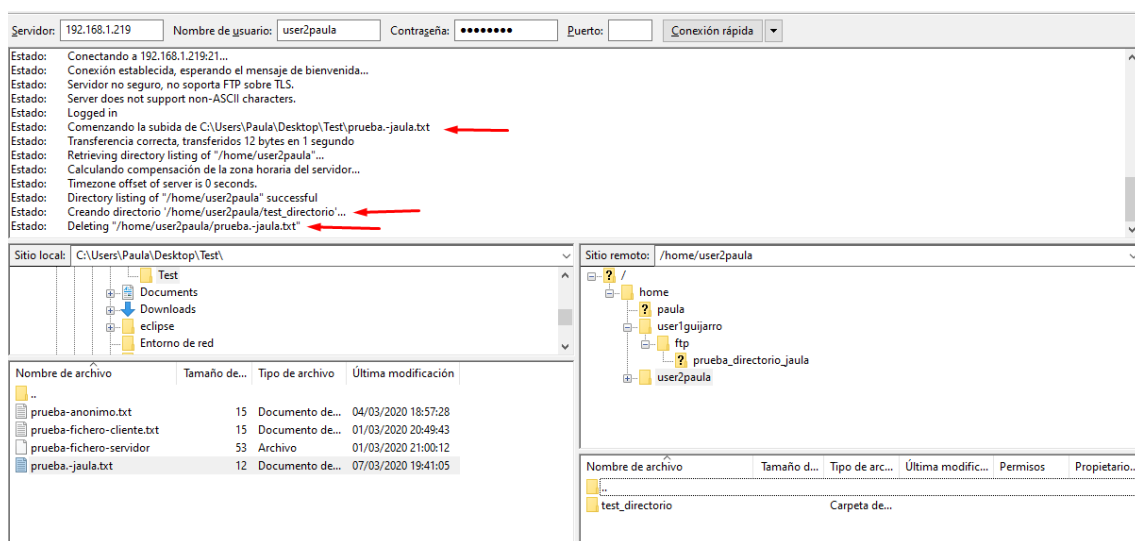 Servidor: 192.168.1.219 Nombre de usuario: user2paula Contraseña: ●●●●●●●● Puerto: Conexión rápida
Estado: Conectando a 192.168.1.219:21...
Estado: Conexión establecida, esperando el mensaje de bienvenida...
Estado: Servidor no seguro, no soporta FTP sobre TLS.
Estado: Server does not support non-ASCII characters.
Estado: Logged in
Estado: Comenzando la subida de C:\Users\Paula\Desktop\Test\prueba.-jaula.txt
Estado: Transferencia correcta, transferidos 12 bytes en 1 segundo
Estado: Retrieving directory listing of "/home/user2paula"...
Estado: Calculando compensación de la zona horaria del servidor...
Estado: Timezone offset of server is 0 seconds.
Estado: Directory listing of "/home/user2paula" successful
Estado: Creando directorio '/home/user2paula/test_directorio'...
Estado: Deleting "/home/user2paula/prueba.-jaula.txt"
Sitio local: C:\Users\Paula\Desktop\Test\
Test
Documents
Downloads
eclipse
Entorno de red
Nombre de archivo Tamaño de... Tipo de archivo Última modificación
..
prueba-anonimo.txt 15 Documento de... 04/03/2020 18:57:28
prueba-fichero-cliente.txt 15 Documento de... 01/03/2020 20:49:43
prueba-fichero-servidor 53 Archivo 01/03/2020 21:00:12
prueba.-jaula.txt 12 Documento de... 07/03/2020 19:41:05
Sitio remoto: /home/user2paula
? /
home
? paula
user1guijarro
ftp
? prueba_directorio_jaula
user2paula
Nombre de archivo Tamaño d... Tipo de arc... Última modific... Permisos Propietario...
..
test_directorio Carpeta de...